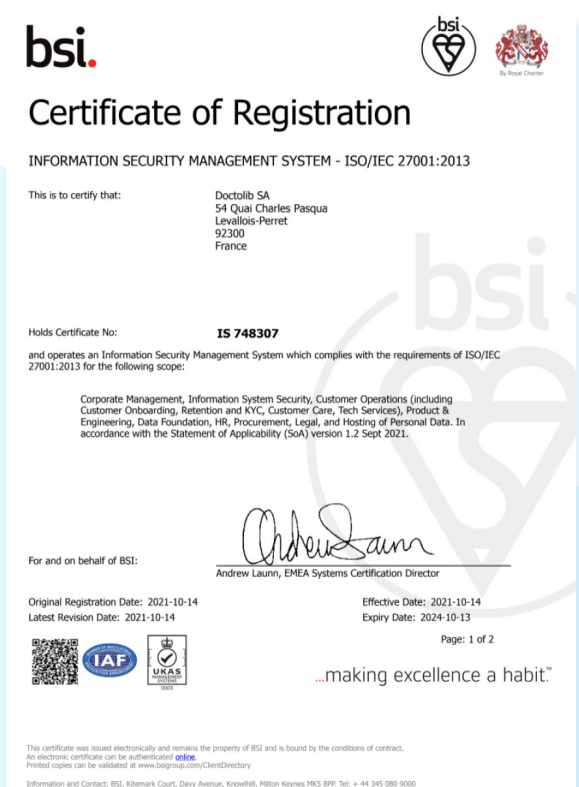 bsi.
bsi
By Royal Charter
Certificate of Registration
INFORMATION SECURITY MANAGEMENT SYSTEM - ISO/IEC 27001:2013
This is to certify that:
Doctolib SA
54 Quai Charles Pasqua
Levallois-Perret
92300
France
bsi
Holds Certificate No:
IS 748307
and operates an Information Security Management System which complies with the requirements of ISO/IEC
27001:2013 for the following scope:
Corporate Management, Information System Security, Customer Operations (including
Customer Onboarding, Retention and KYC, Customer Care, Tech Services), Product &
Engineering, Data Foundation, HR, Procurement, Legal, and Hosting of Personal Data. In
accordance with the Statement of Applicability (SoA) version 1.2 Sept 2021.
For and on behalf of BSI:
Andrew Launn
Andrew Launn, EMEA Systems Certification Director
Original Registration Date: 2021-10-14
Effective Date: 2021-10-14
Latest Revision Date: 2021-10-14
Expiry Date: 2024-10-13
Page: 1 of 2
IAF
UKAS
MANAGEMENT
SYSTEMS
0003
...making excellence a habit.™
This certificate was issued electronically and remains the property of BSI and is bound by the conditions of contract.
An electronic certificate can be authenticated online.
Printed copies can be validated at www.bsigroup.com/ClientDirectory
Information and Contact: BSI, Kitemark Court, Davy Avenue, Knowlhill, Milton Keynes MK5 8PP. Tel: + 44 345 080 9000